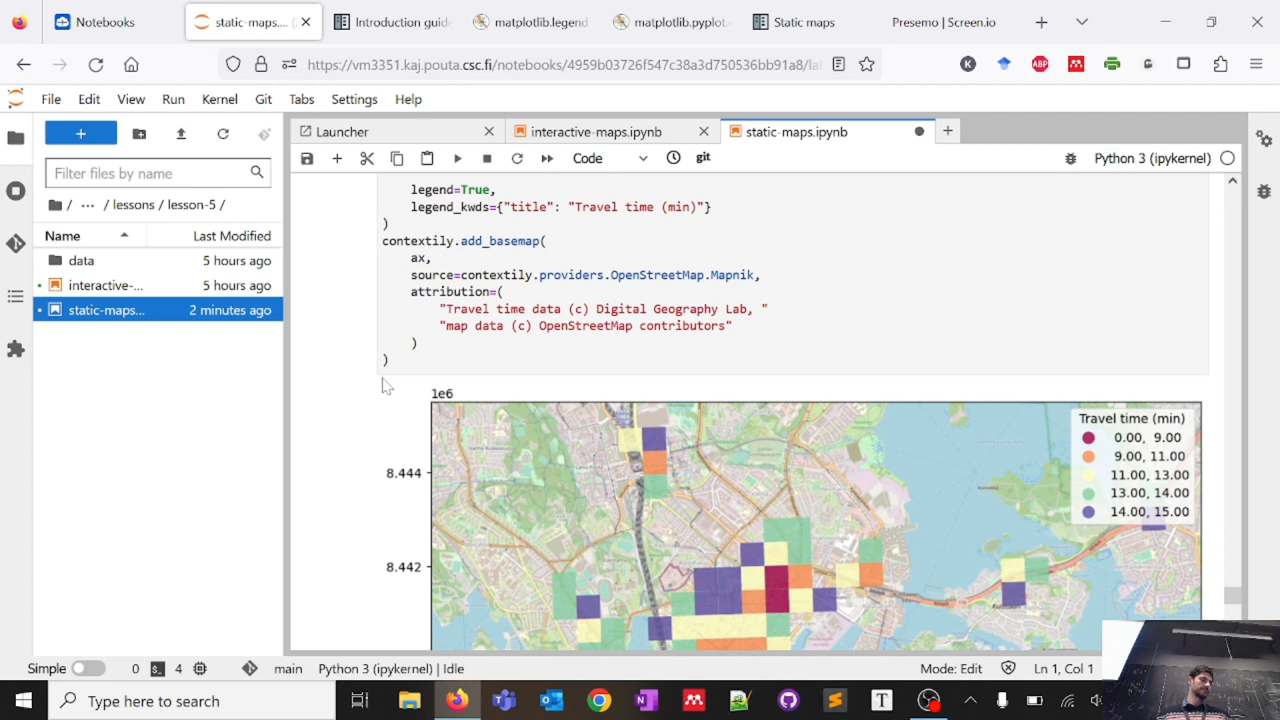 Notebooks
static-maps.... (
Introduction guid
matplotlib.legend
matplotlib.pyplot.
Static maps
Presemo | Screen.io
https://vm3351.kaj.pouta.csc.fi/notebooks/4959b03726f547c38a3d750536bb91a8/la
File Edit View Run Kernel Git Tabs Settings Help
Launcher
interactive-maps.ipynb
static-maps.ipynb
Code
git
Python 3 (ipykernel)
Filter files by name
/ ... / lessons / lesson-5 /
Name Last Modified
data 5 hours ago
interactive-... 5 hours ago
static-maps... 2 minutes ago
legend=True,
legend_kwds={"title": "Travel time (min)"}
)
contextily.add_basemap(
ax,
source=contextily.providers.OpenStreetMap.Mapnik,
attribution=(
"Travel time data (c) Digital Geography Lab, "
"map data (c) OpenStreetMap contributors"
)
)
1e6
8.444
8.442
Travel time (min)
0.00, 9.00
9.00, 11.00
11.00, 13.00
13.00, 14.00
14.00, 15.00
Simple 0 4 main Python 3 (ipykernel) | Idle Mode: Edit Ln 1, Col 1
Type here to search